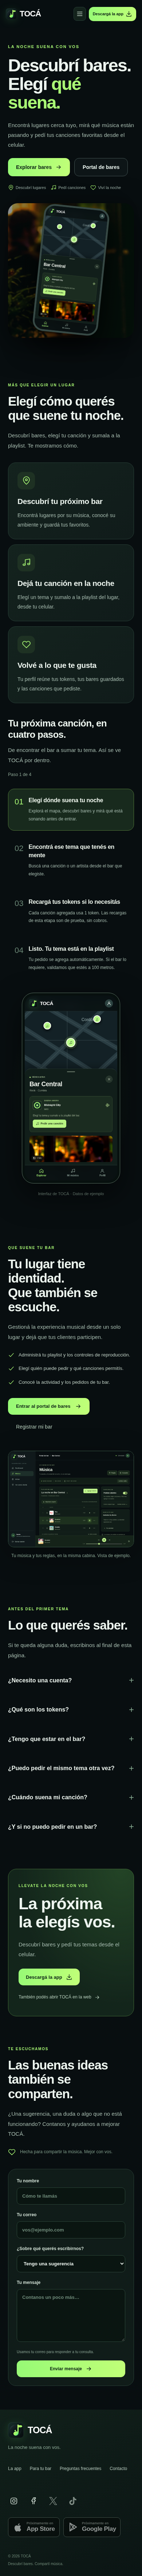 TOCÁ
Descargá la app
LA NOCHE SUENA CON VOS
Descubrí bares.
Elegí qué
suena.
Encontrá lugares cerca tuyo, mirá qué música están
pasando y pedí tus canciones favoritas desde el
celular.
Explorar bares
Portal de bares
Descubrí lugares
Pedí canciones
Viví la noche
TOCÁ
Bar Central
MÁS QUE ELEGIR UN LUGAR
Elegí cómo querés
que suene tu noche.
Descubrí bares, elegí tu canción y sumala a la
playlist. Te mostramos cómo.
Descubrí tu próximo bar
Encontrá lugares por su música, conocé su
ambiente y guardá tus favoritos.
Dejá tu canción en la noche
Elegí un tema y sumalo a la playlist del lugar,
desde tu celular.
Volvé a lo que te gusta
Tu perfil reúne tus tokens, tus bares guardados
y las canciones que pediste.
Tu próxima canción, en
cuatro pasos.
De encontrar el bar a sumar tu tema. Así se ve
TOCÁ por dentro.
Paso 1 de 4
01
Elegí dónde suena tu noche
Explorá el mapa, descubrí bares y mirá qué está
sonando antes de entrar.
02
Encontrá ese tema que tenés en
mente
Buscá una canción o un artista desde el bar que
elegiste.
03
Recargá tus tokens si lo necesitás
Cada canción agregada usa 1 token. Las recargas
de esta etapa son de prueba, sin cobros.
04
Listo. Tu tema está en la playlist
Tu pedido se agrega automáticamente. Si el bar lo
requiere, validamos que estés a 100 metros.
TOCÁ
Bar Central
Interfaz de TOCÁ · Datos de ejemplo
QUE SUENE TU BAR
Tu lugar tiene
identidad.
Que también se
escuche.
Gestioná la experiencia musical desde un solo
lugar y dejá que tus clientes participen.
Administrá tu playlist y los controles de reproducción.
Elegí quién puede pedir y qué canciones permitís.
Conocé la actividad y los pedidos de tu bar.
Entrar al portal de bares
Registrar mi bar
Música
Tu música y tus reglas, en la misma cabina. Vista de ejemplo.
ANTES DEL PRIMER TEMA
Lo que querés saber.
Si te queda alguna duda, escribinos al final de esta
página.
¿Necesito una cuenta?
¿Qué son los tokens?
¿Tengo que estar en el bar?
¿Puedo pedir el mismo tema otra vez?
¿Cuándo suena mi canción?
¿Y si no puedo pedir en un bar?
LLEVATE LA NOCHE CON VOS
La próxima
la elegís vos.
Descubrí bares y pedí tus temas desde el
celular.
Descargá la app
También podés abrir TOCÁ en la web
TE ESCUCHAMOS
Las buenas ideas
también se
comparten.
¿Una sugerencia, una duda o algo que no está
funcionando? Contanos y ayudanos a mejorar
TOCÁ.
Hecha para compartir la música. Mejor con vos.
Tu nombre
Cómo te llamás
Tu correo
vos@ejemplo.com
¿Sobre qué querés escribirnos?
Tengo una sugerencia
Tu mensaje
Contanos un poco más...
Usamos tu correo para responder a tu consulta.
Enviar mensaje
TOCÁ
La noche suena con vos.
La app
Para tu bar
Preguntas frecuentes
Contacto
App Store
Google Play
© 2026 TOCÁ
Descubrí bares. Compartí música.